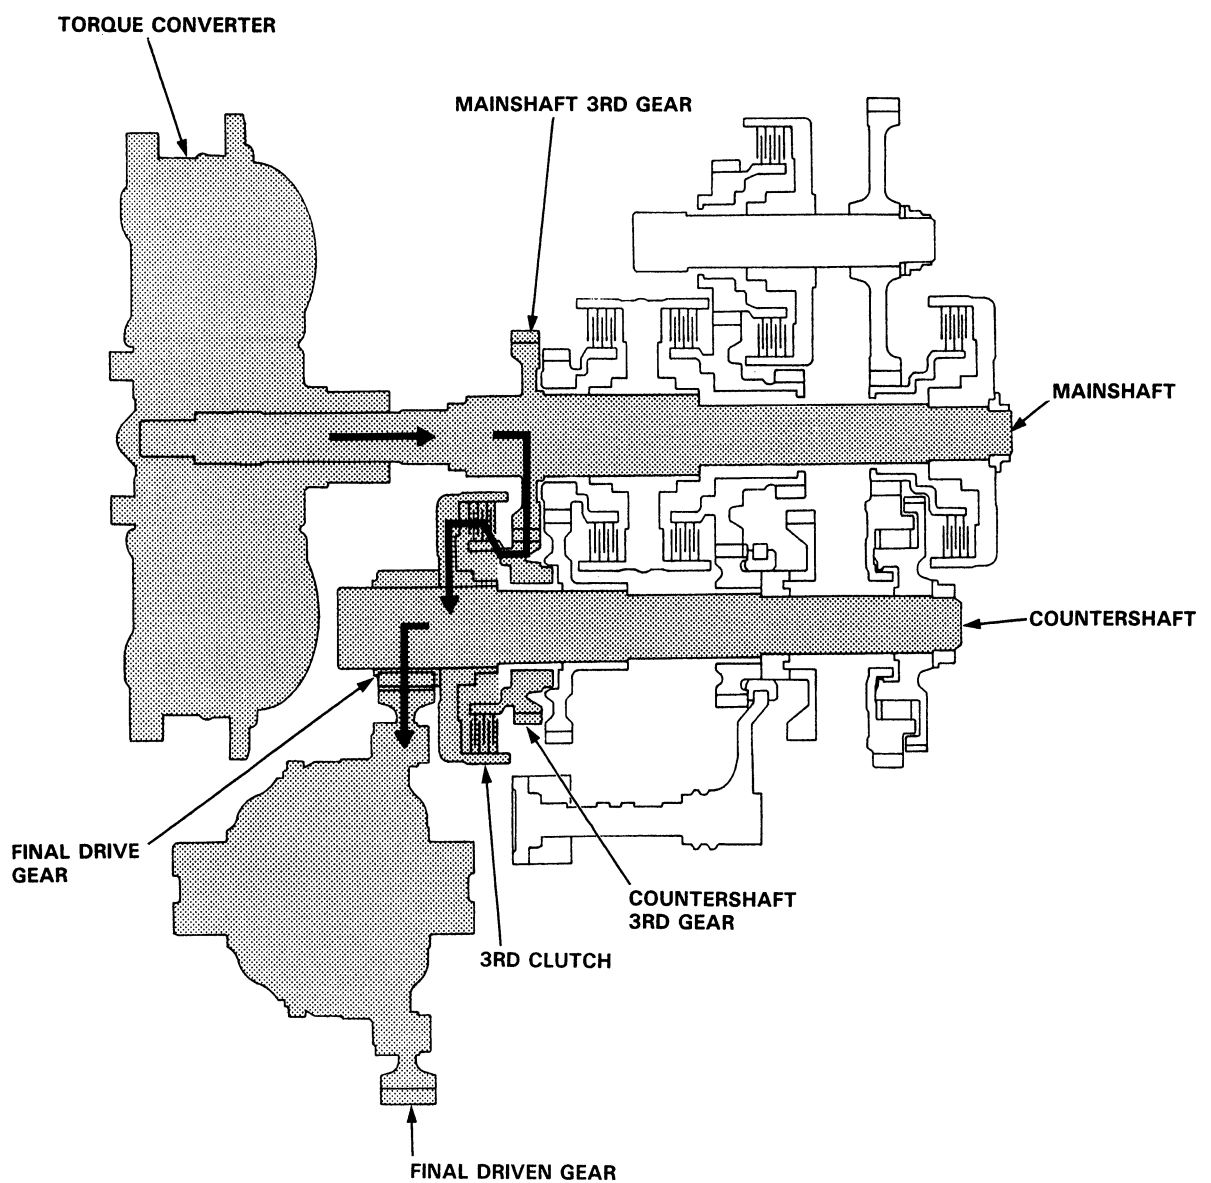 TORQUE CONVERTER
MAINSHAFT 3RD GEAR
MAINSHAFT
COUNTERSHAFT
FINAL DRIVE
GEAR
COUNTERSHAFT
3RD GEAR
3RD CLUTCH
FINAL DRIVEN GEAR